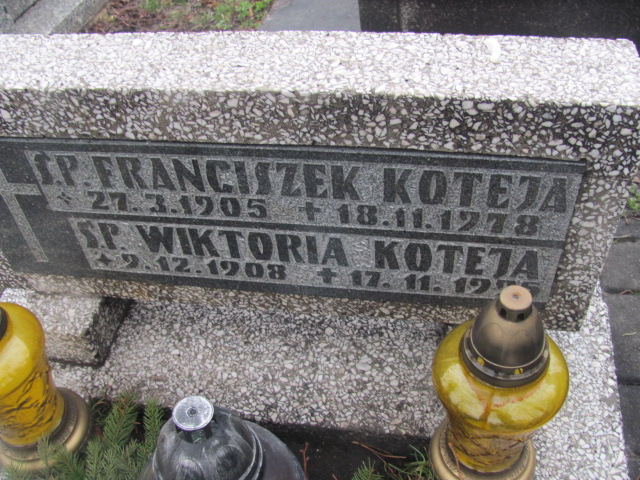 ŚP. FRANCISZEK KOTEJA
* 27.3.1905 + 18.11.1978
ŚP. WIKTORIA KOTEJA
* 9.12.1908 + 17.11.